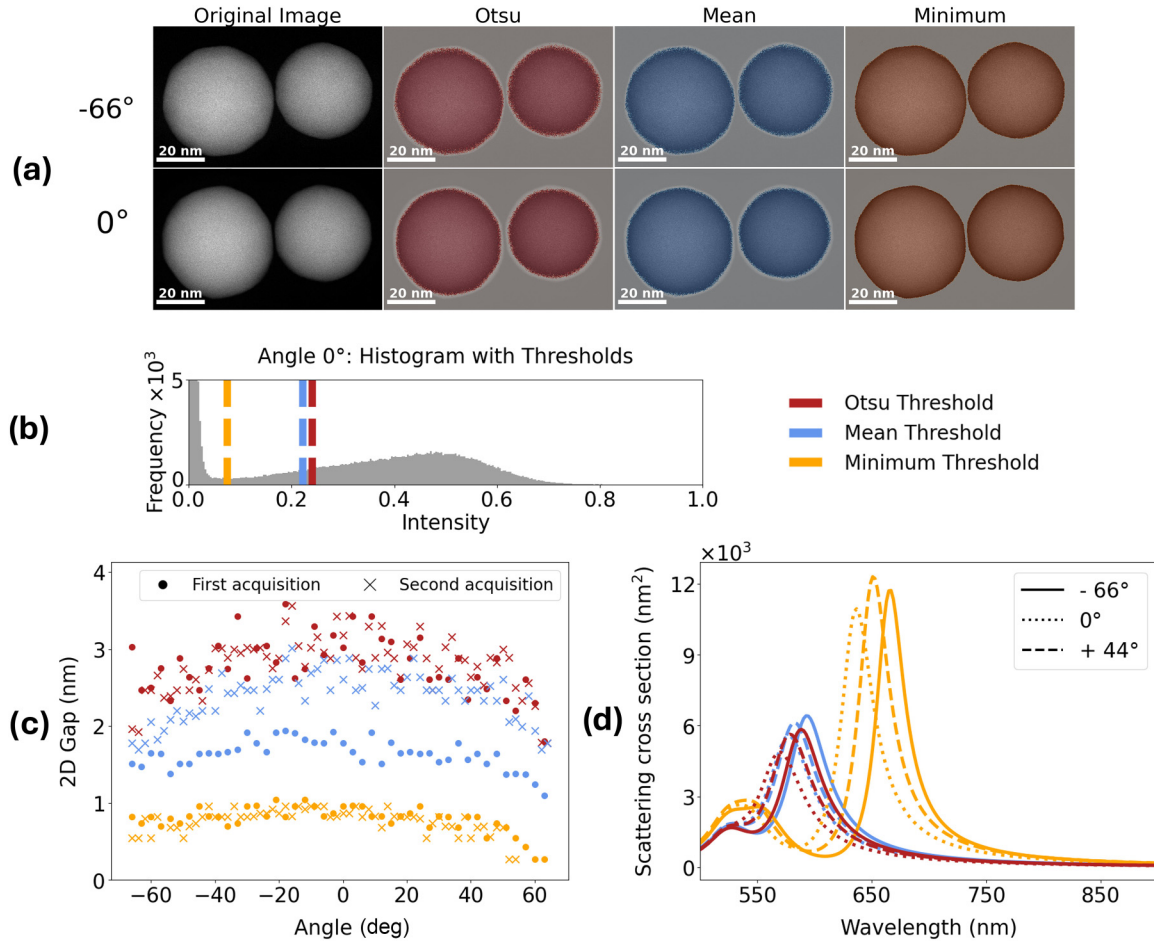 Original Image Otsu Mean Minimum
-66°
20 nm 20 nm 20 nm 20 nm
(a)
0°
20 nm 20 nm 20 nm 20 nm
(b)
Angle 0°: Histogram with Thresholds
Frequency ×10³
5
0
0.0 0.2 0.4 0.6 0.8 1.0
Intensity
Otsu Threshold
Mean Threshold
Minimum Threshold
(c)
First acquisition Second acquisition
2D Gap (nm)
4
3
2
1
0
−60 −40 −20 0 20 40 60
Angle (deg)
(d)
×10³
Scattering cross section (nm²)
12
9
6
3
0
- 66°
0°
+ 44°
550 650 750 850
Wavelength (nm)